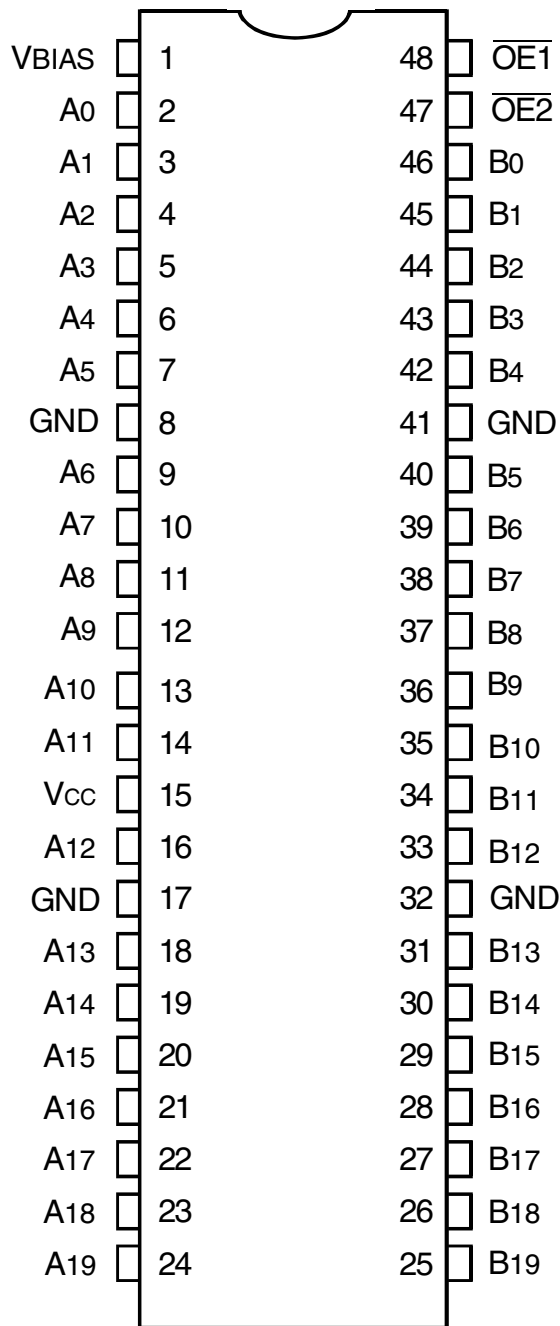 VBIAS 1 48 OE1
A0 2 47 OE2
A1 3 46 B0
A2 4 45 B1
A3 5 44 B2
A4 6 43 B3
A5 7 42 B4
GND 8 41 GND
A6 9 40 B5
A7 10 39 B6
A8 11 38 B7
A9 12 37 B8
A10 13 36 B9
A11 14 35 B10
VCC 15 34 B11
A12 16 33 B12
GND 17 32 GND
A13 18 31 B13
A14 19 30 B14
A15 20 29 B15
A16 21 28 B16
A17 22 27 B17
A18 23 26 B18
A19 24 25 B19